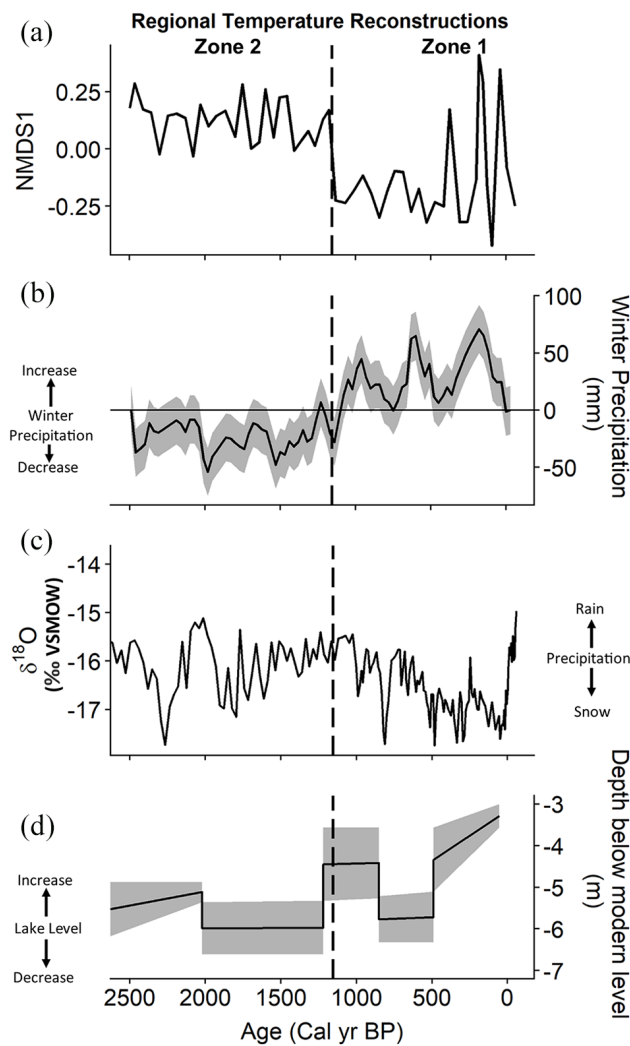 Regional Temperature Reconstructions
Zone 2 Zone 1
(a)
NMDS1
0.25
0.00
-0.25
(b)
Increase
Winter
Precipitation
Decrease
100
50
0
-50
Winter Precipitation
(mm)
(c)
δ18O
(‰ VSMOW)
-14
-15
-16
-17
Rain
Precipitation
Snow
(d)
Increase
Lake Level
Decrease
-3
-4
-5
-6
-7
Depth below modern level
(m)
2500 2000 1500 1000 500 0
Age (Cal yr BP)